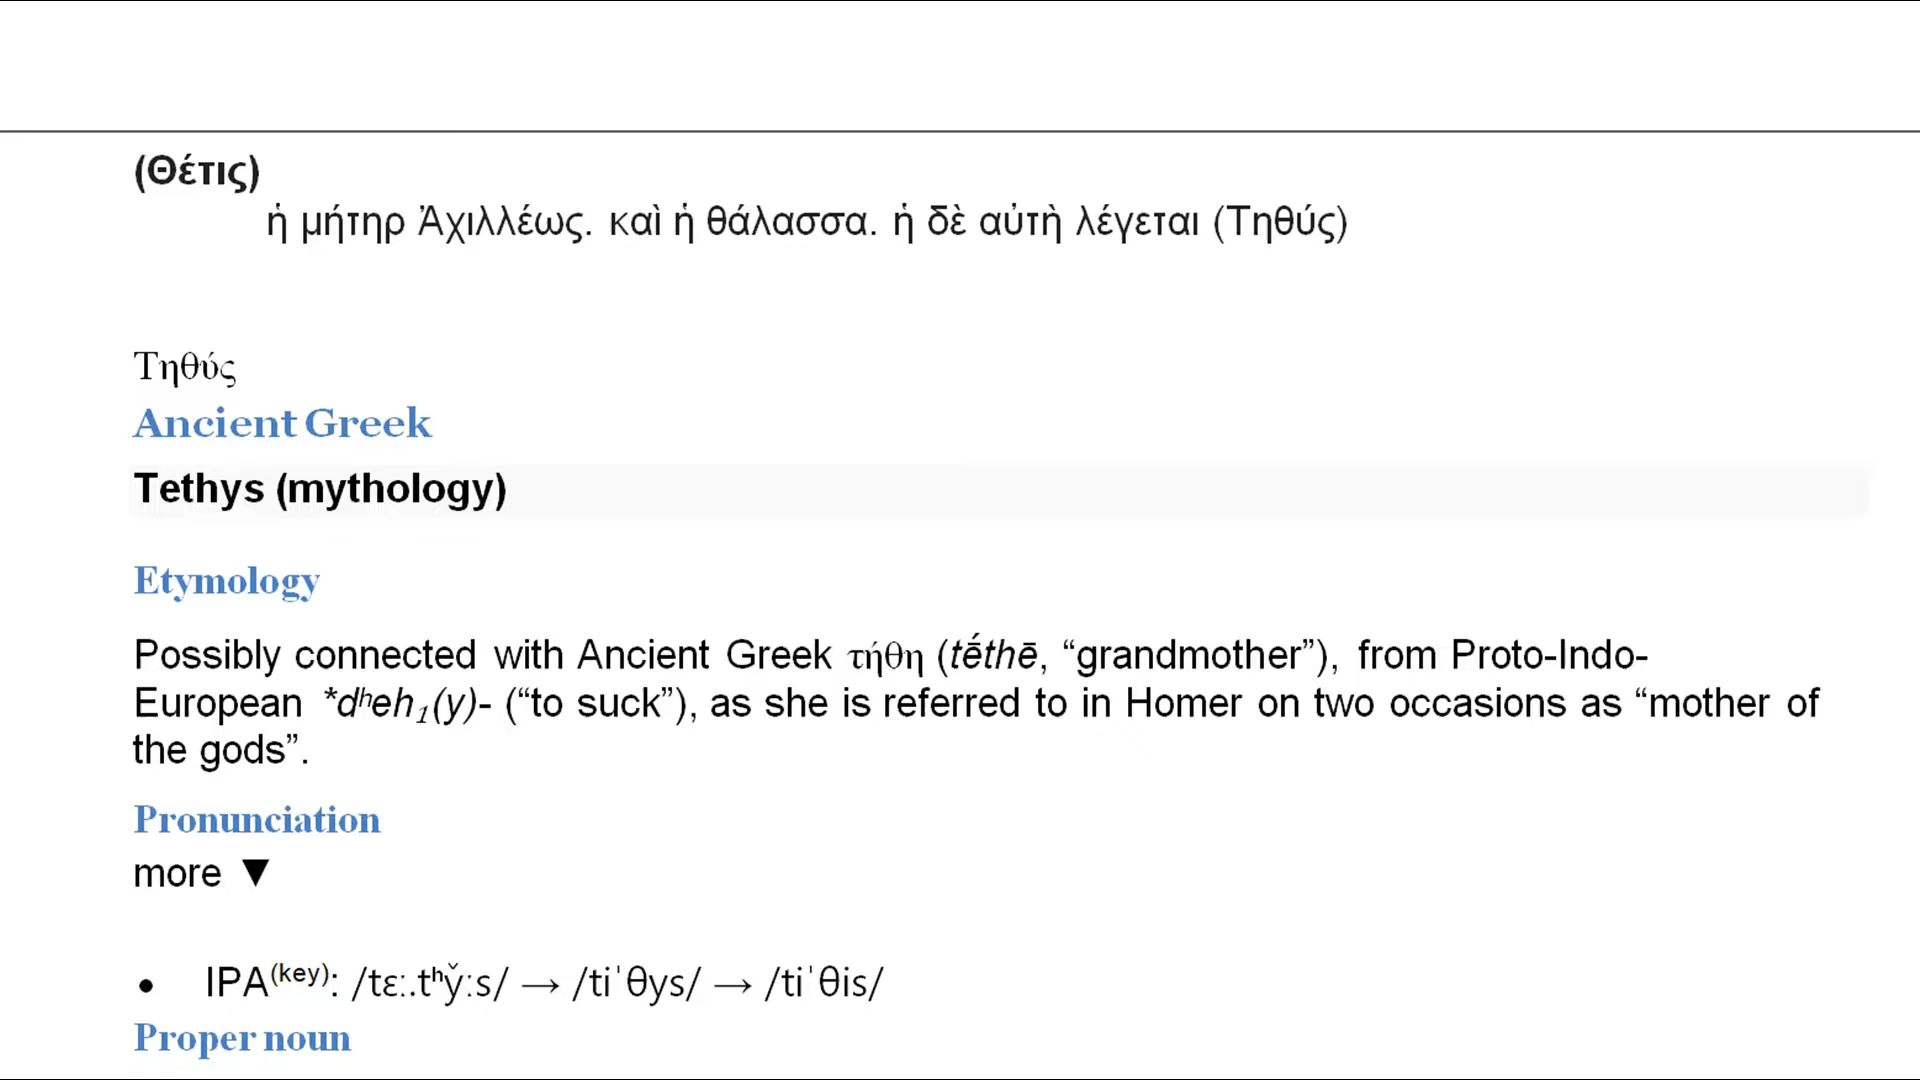 (Θέτις)
ἡ μήτηρ Ἀχιλλέως. καὶ ἡ θάλασσα. ἡ δὲ αὐτὴ λέγεται (Τηθύς)
Τηθύς
Ancient Greek
Tethys (mythology)
Etymology
Possibly connected with Ancient Greek τήθη (tḗthē, “grandmother”), from Proto-Indo-
European *dʰeh₁(y)- (“to suck”), as she is referred to in Homer on two occasions as “mother of
the gods”.
Pronunciation
more ▼
• IPA(key): /tɛː.tʰy̌ːs/ → /tiˈθys/ → /tiˈθis/
Proper noun